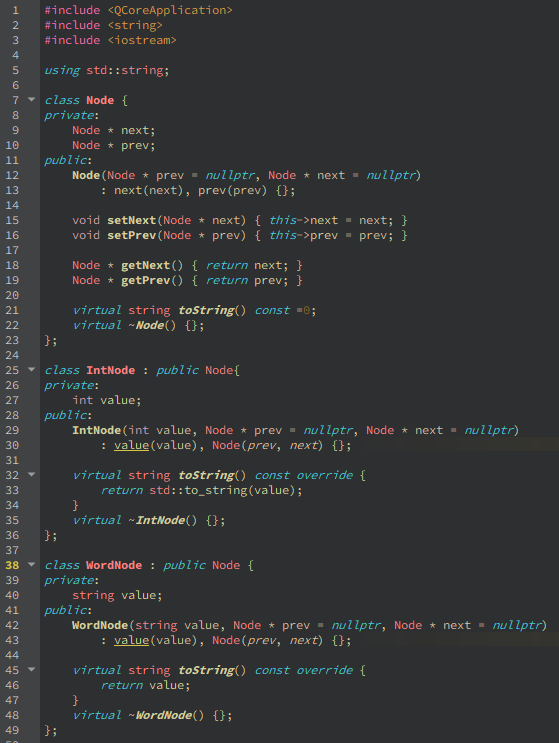 1 #include <QCoreApplication>
2 #include <string>
3 #include <iostream>
4
5 using std::string;
6
7 class Node {
8 private:
9     Node * next;
10     Node * prev;
11 public:
12     Node(Node * prev = nullptr, Node * next = nullptr)
13         : next(next), prev(prev) {};
14
15     void setNext(Node * next) { this->next = next; }
16     void setPrev(Node * prev) { this->prev = prev; }
17
18     Node * getNext() { return next; }
19     Node * getPrev() { return prev; }
20
21     virtual string toString() const =0;
22     virtual ~Node() {};
23 };
24
25 class IntNode : public Node{
26 private:
27     int value;
28 public:
29     IntNode(int value, Node * prev = nullptr, Node * next = nullptr)
30         : value(value), Node(prev, next) {};
31
32     virtual string toString() const override {
33         return std::to_string(value);
34     }
35     virtual ~IntNode() {};
36 };
37
38 class WordNode : public Node {
39 private:
40     string value;
41 public:
42     WordNode(string value, Node * prev = nullptr, Node * next = nullptr)
43         : value(value), Node(prev, next) {};
44
45     virtual string toString() const override {
46         return value;
47     }
48     virtual ~WordNode() {};
49 };